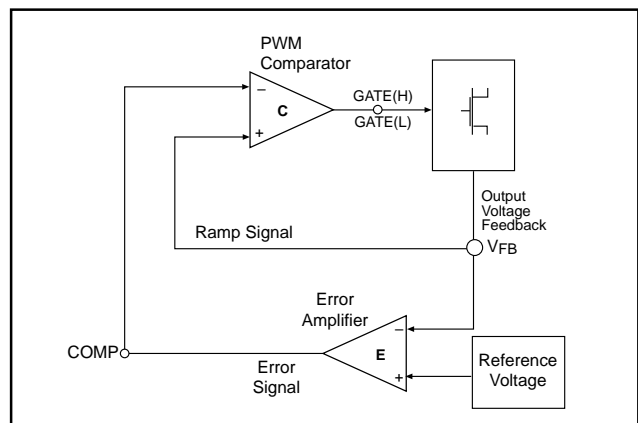 PWM
Comparator
−
C
+
GATE(H)
GATE(L)
Output
Voltage
Feedback
VFB
Ramp Signal
Error
Amplifier
−
E
+
COMP
Error
Signal
Reference
Voltage